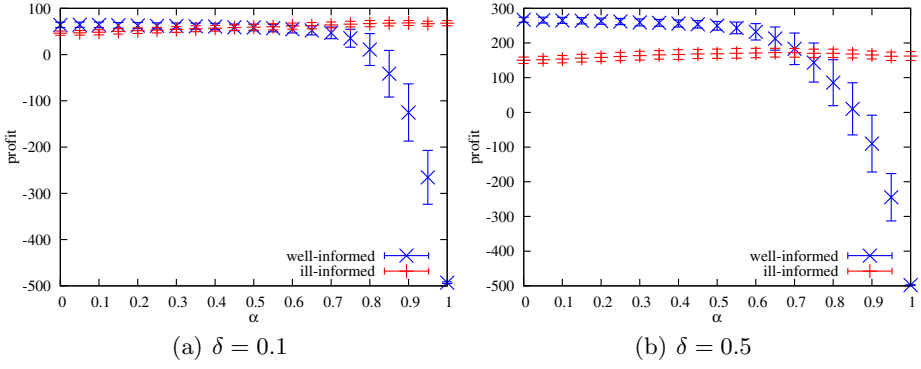 100
0
-100
-200
-300
-400
-500
profit
well-informed
ill-informed
0 0.1 0.2 0.3 0.4 0.5 0.6 0.7 0.8 0.9 1
α
(a) δ = 0.1
300
200
100
0
-100
-200
-300
-400
-500
profit
well-informed
ill-informed
0 0.1 0.2 0.3 0.4 0.5 0.6 0.7 0.8 0.9 1
α
(b) δ = 0.5